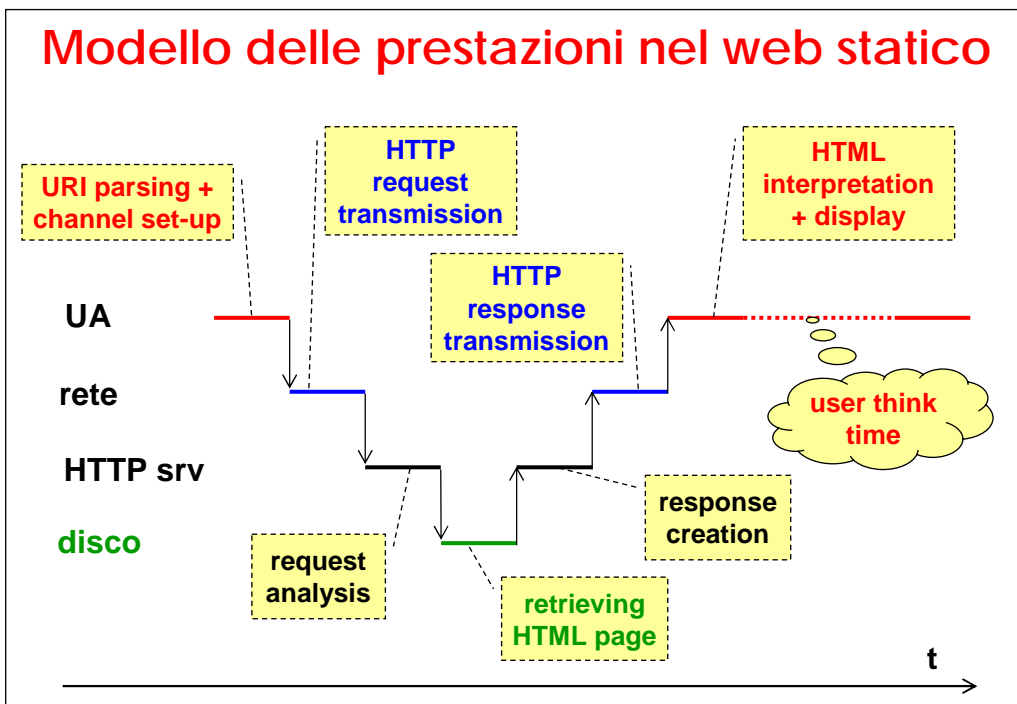 Modello delle prestazioni nel web statico
URI parsing +
channel set-up
HTTP
request
transmission
HTML
interpretation
+ display
HTTP
response
transmission
UA
rete
user think
time
HTTP srv
response
creation
disco
request
analysis
retrieving
HTML page
t